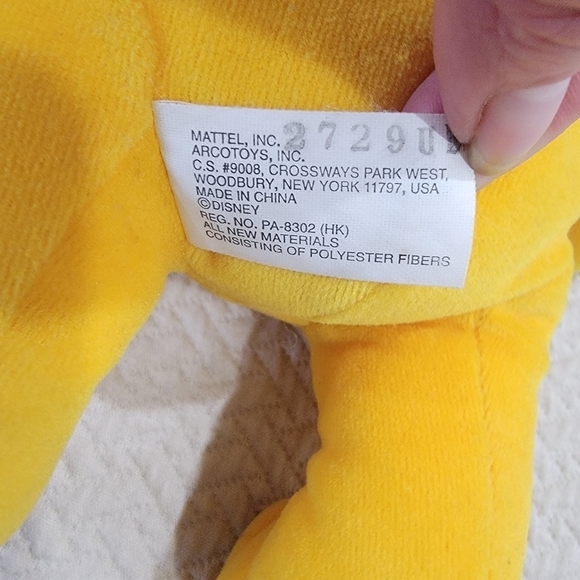 MATTEL, INC. 2729U
ARCOTOYS, INC.
C.S. #9008, CROSSWAYS PARK WEST,
WOODBURY, NEW YORK 11797, USA
MADE IN CHINA
©DISNEY
REG. NO. PA-8302 (HK)
ALL NEW MATERIALS
CONSISTING OF POLYESTER FIBERS